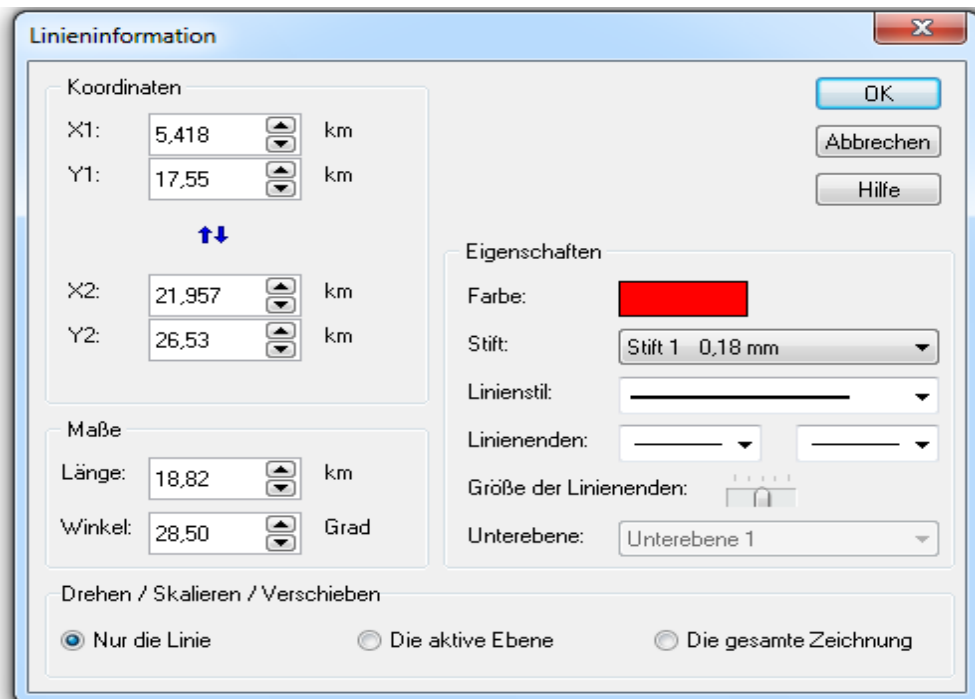 Linieninformation
Koordinaten
X1: 5,418 km
Y1: 17,55 km
X2: 21,957 km
Y2: 26,53 km
Maße
Länge: 18,82 km
Winkel: 28,50 Grad
OK
Abbrechen
Hilfe
Eigenschaften
Farbe:
Stift: Stift 1 0,18 mm
Linienstil:
Linienenden:
Größe der Linienenden:
Unterebene: Unterebene 1
Drehen / Skalieren / Verschieben
Nur die Linie Die aktive Ebene Die gesamte Zeichnung